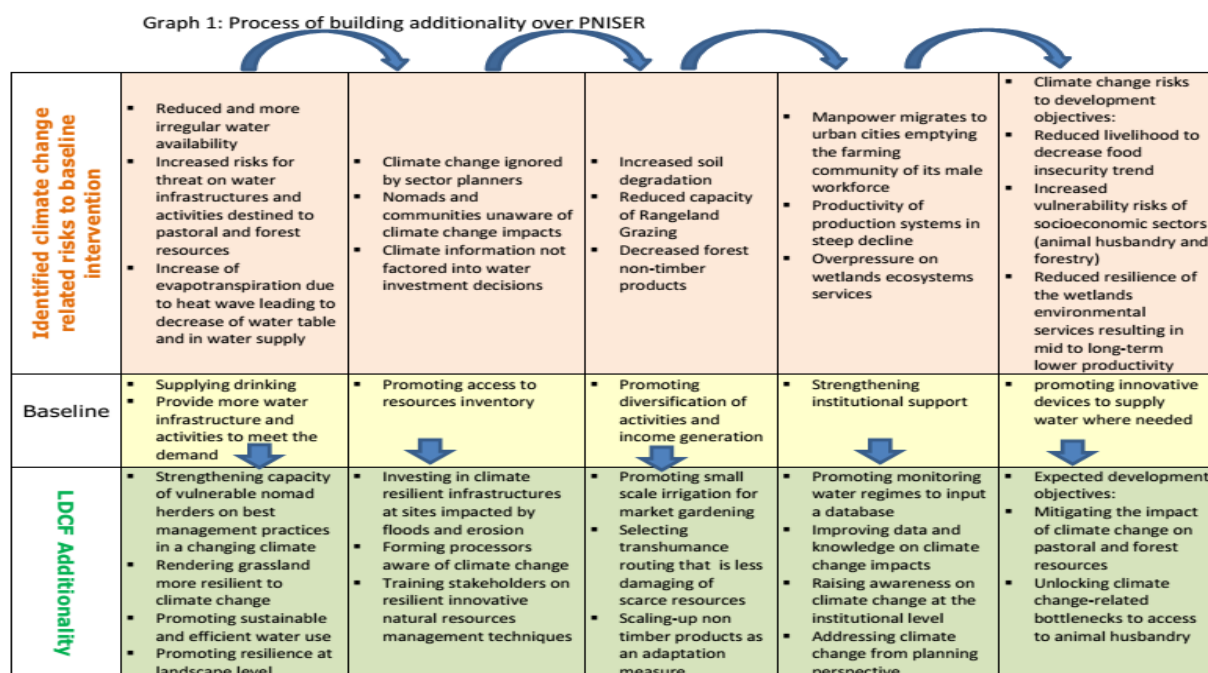 Graph 1: Process of building additionality over PNISER
Identified climate change
related risks to baseline
intervention
▪ Reduced and more
irregular water
availability
▪ Increased risks for
threat on water
infrastructures and
activities destined to
pastoral and forest
resources
▪ Increase of
evapotranspiration due
to heat wave leading to
decrease of water table
and in water supply
▪ Climate change ignored
by sector planners
▪ Nomads and
communities unaware of
climate change impacts
▪ Climate information not
factored into water
investment decisions
▪ Increased soil
degradation
▪ Reduced capacity
of Rangeland
Grazing
▪ Decreased forest
non-timber
products
▪ Manpower migrates to
urban cities emptying
the farming
community of its male
workforce
▪ Productivity of
production systems in
steep decline
▪ Overpressure on
wetlands ecosystems
services
▪ Climate change risks
to development
objectives:
▪ Reduced livelihood to
decrease food
insecurity trend
▪ Increased
vulnerability risks of
socioeconomic sectors
(animal husbandry and
forestry)
▪ Reduced resilience of
the wetlands
environmental
services resulting in
mid to long-term
lower productivity
Baseline
▪ Supplying drinking
▪ Provide more water
infrastructure and
activities to meet the
demand
▪ Promoting access to
resources inventory
▪ Promoting
diversification of
activities and
income generation
▪ Strengthening
institutional support
▪ promoting innovative
devices to supply
water where needed
LDCF Additionality
▪ Strengthening capacity
of vulnerable nomad
herders on best
management practices
in a changing climate
▪ Rendering grassland
more resilient to
climate change
▪ Promoting sustainable
and efficient water use
▪ Promoting resilience at
landscape level
▪ Investing in climate
resilient infrastructures
at sites impacted by
floods and erosion
▪ Forming processors
aware of climate change
▪ Training stakeholders on
resilient innovative
natural resources
management techniques
▪ Promoting small
scale irrigation for
market gardening
▪ Selecting
transhumance
routing that is less
damaging of
scarce resources
▪ Scaling-up non
timber products as
an adaptation
measure
▪ Promoting monitoring
water regimes to input
a database
▪ Improving data and
knowledge on climate
change impacts
▪ Raising awareness on
climate change at the
institutional level
▪ Addressing climate
change from planning
perspective
▪ Expected development
objectives:
▪ Mitigating the impact
of climate change on
pastoral and forest
resources
▪ Unlocking climate
change-related
bottlenecks to access
to animal husbandry